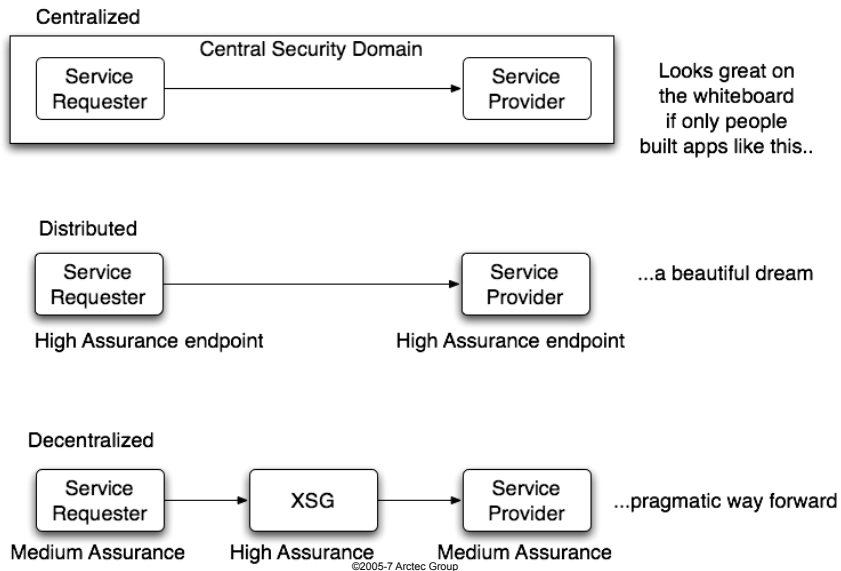 Centralized
Central Security Domain
Service
Requester
Service
Provider
Looks great on
the whiteboard
if only people
built apps like this..
Distributed
Service
Requester
Service
Provider
...a beautiful dream
High Assurance endpoint
High Assurance endpoint
Decentralized
Service
Requester
XSG
Service
Provider
...pragmatic way forward
Medium Assurance
High Assurance
Medium Assurance
©2005-7 Arctec Group